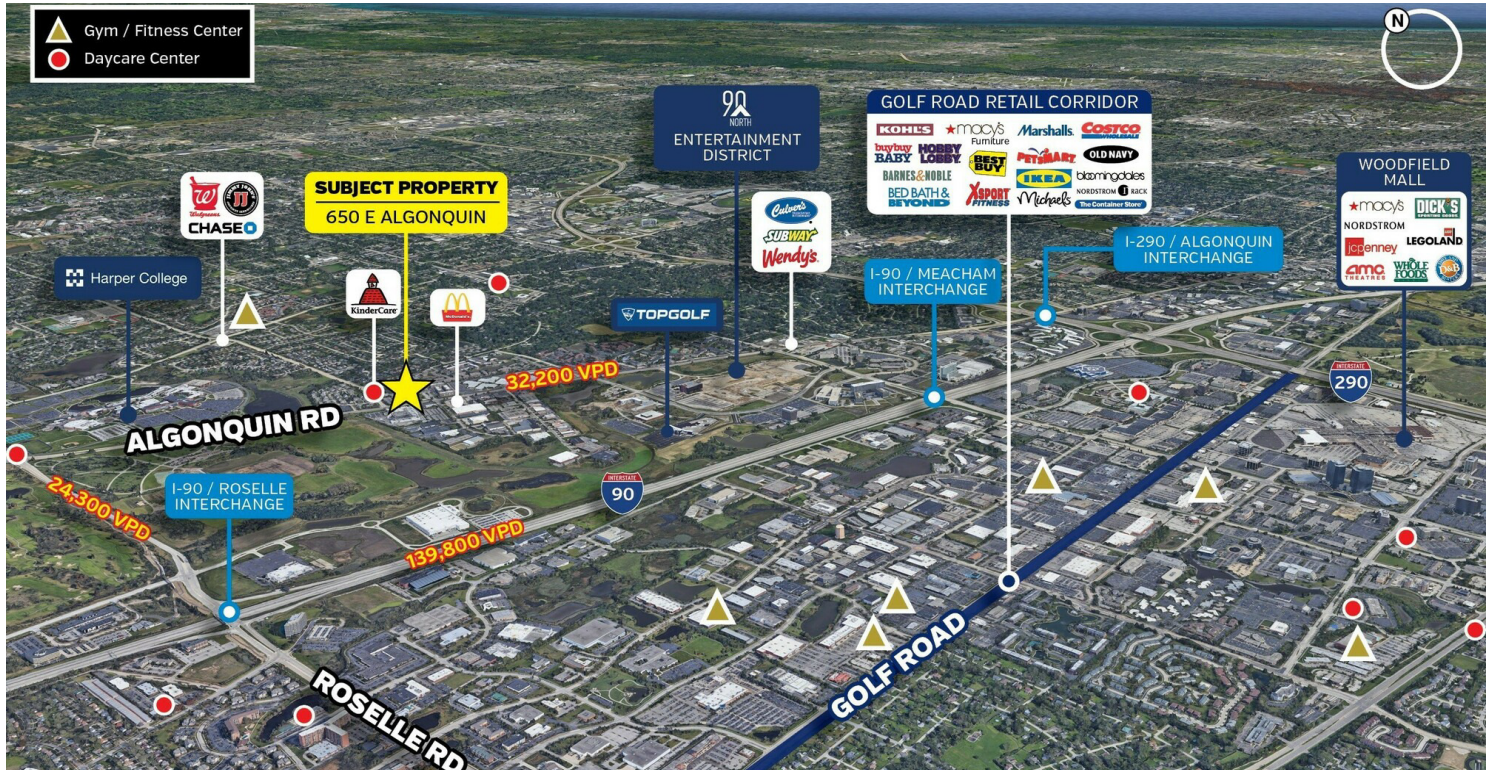 Gym / Fitness Center
Daycare Center
N
90
NORTH
ENTERTAINMENT
DISTRICT
GOLF ROAD RETAIL CORRIDOR
KOHL'S
macy's
Furniture
Marshalls.
COSTCO
WHOLESALE
buybuy
BABY
HOBBY
LOBBY
BEST
BUY
PETSMART
OLD NAVY
BARNES&NOBLE
IKEA
bloomingdales
BED BATH &
BEYOND
XSPORT
FITNESS
Michaels
NORDSTROM RACK
The Container Store
WOODFIELD
MALL
macy's
DICK'S
SPORTING GOODS
NORDSTROM
jcpenney
LEGOLAND
AMC
THEATRES
WHOLE
FOODS
D&B
Walgreens
JIMMY JOHN'S
CHASE
SUBJECT PROPERTY
650 E ALGONQUIN
Culver's
SUBWAY
Wendy's
I-290 / ALGONQUIN
INTERCHANGE
I-90 / MEACHAM
INTERCHANGE
Harper College
KinderCare
McDonald's
TOPGOLF
32,200 VPD
INTERSTATE
290
ALGONQUIN RD
24,300 VPD
I-90 / ROSELLE
INTERCHANGE
INTERSTATE
90
139,800 VPD
GOLF ROAD
ROSELLE RD